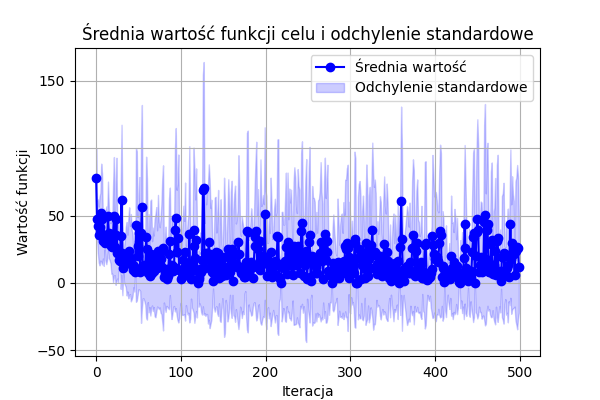 Średnia wartość funkcji celu i odchylenie standardowe
Średnia wartość
Odchylenie standardowe
Wartość funkcji
150
100
50
0
−50
0 100 200 300 400 500
Iteracja